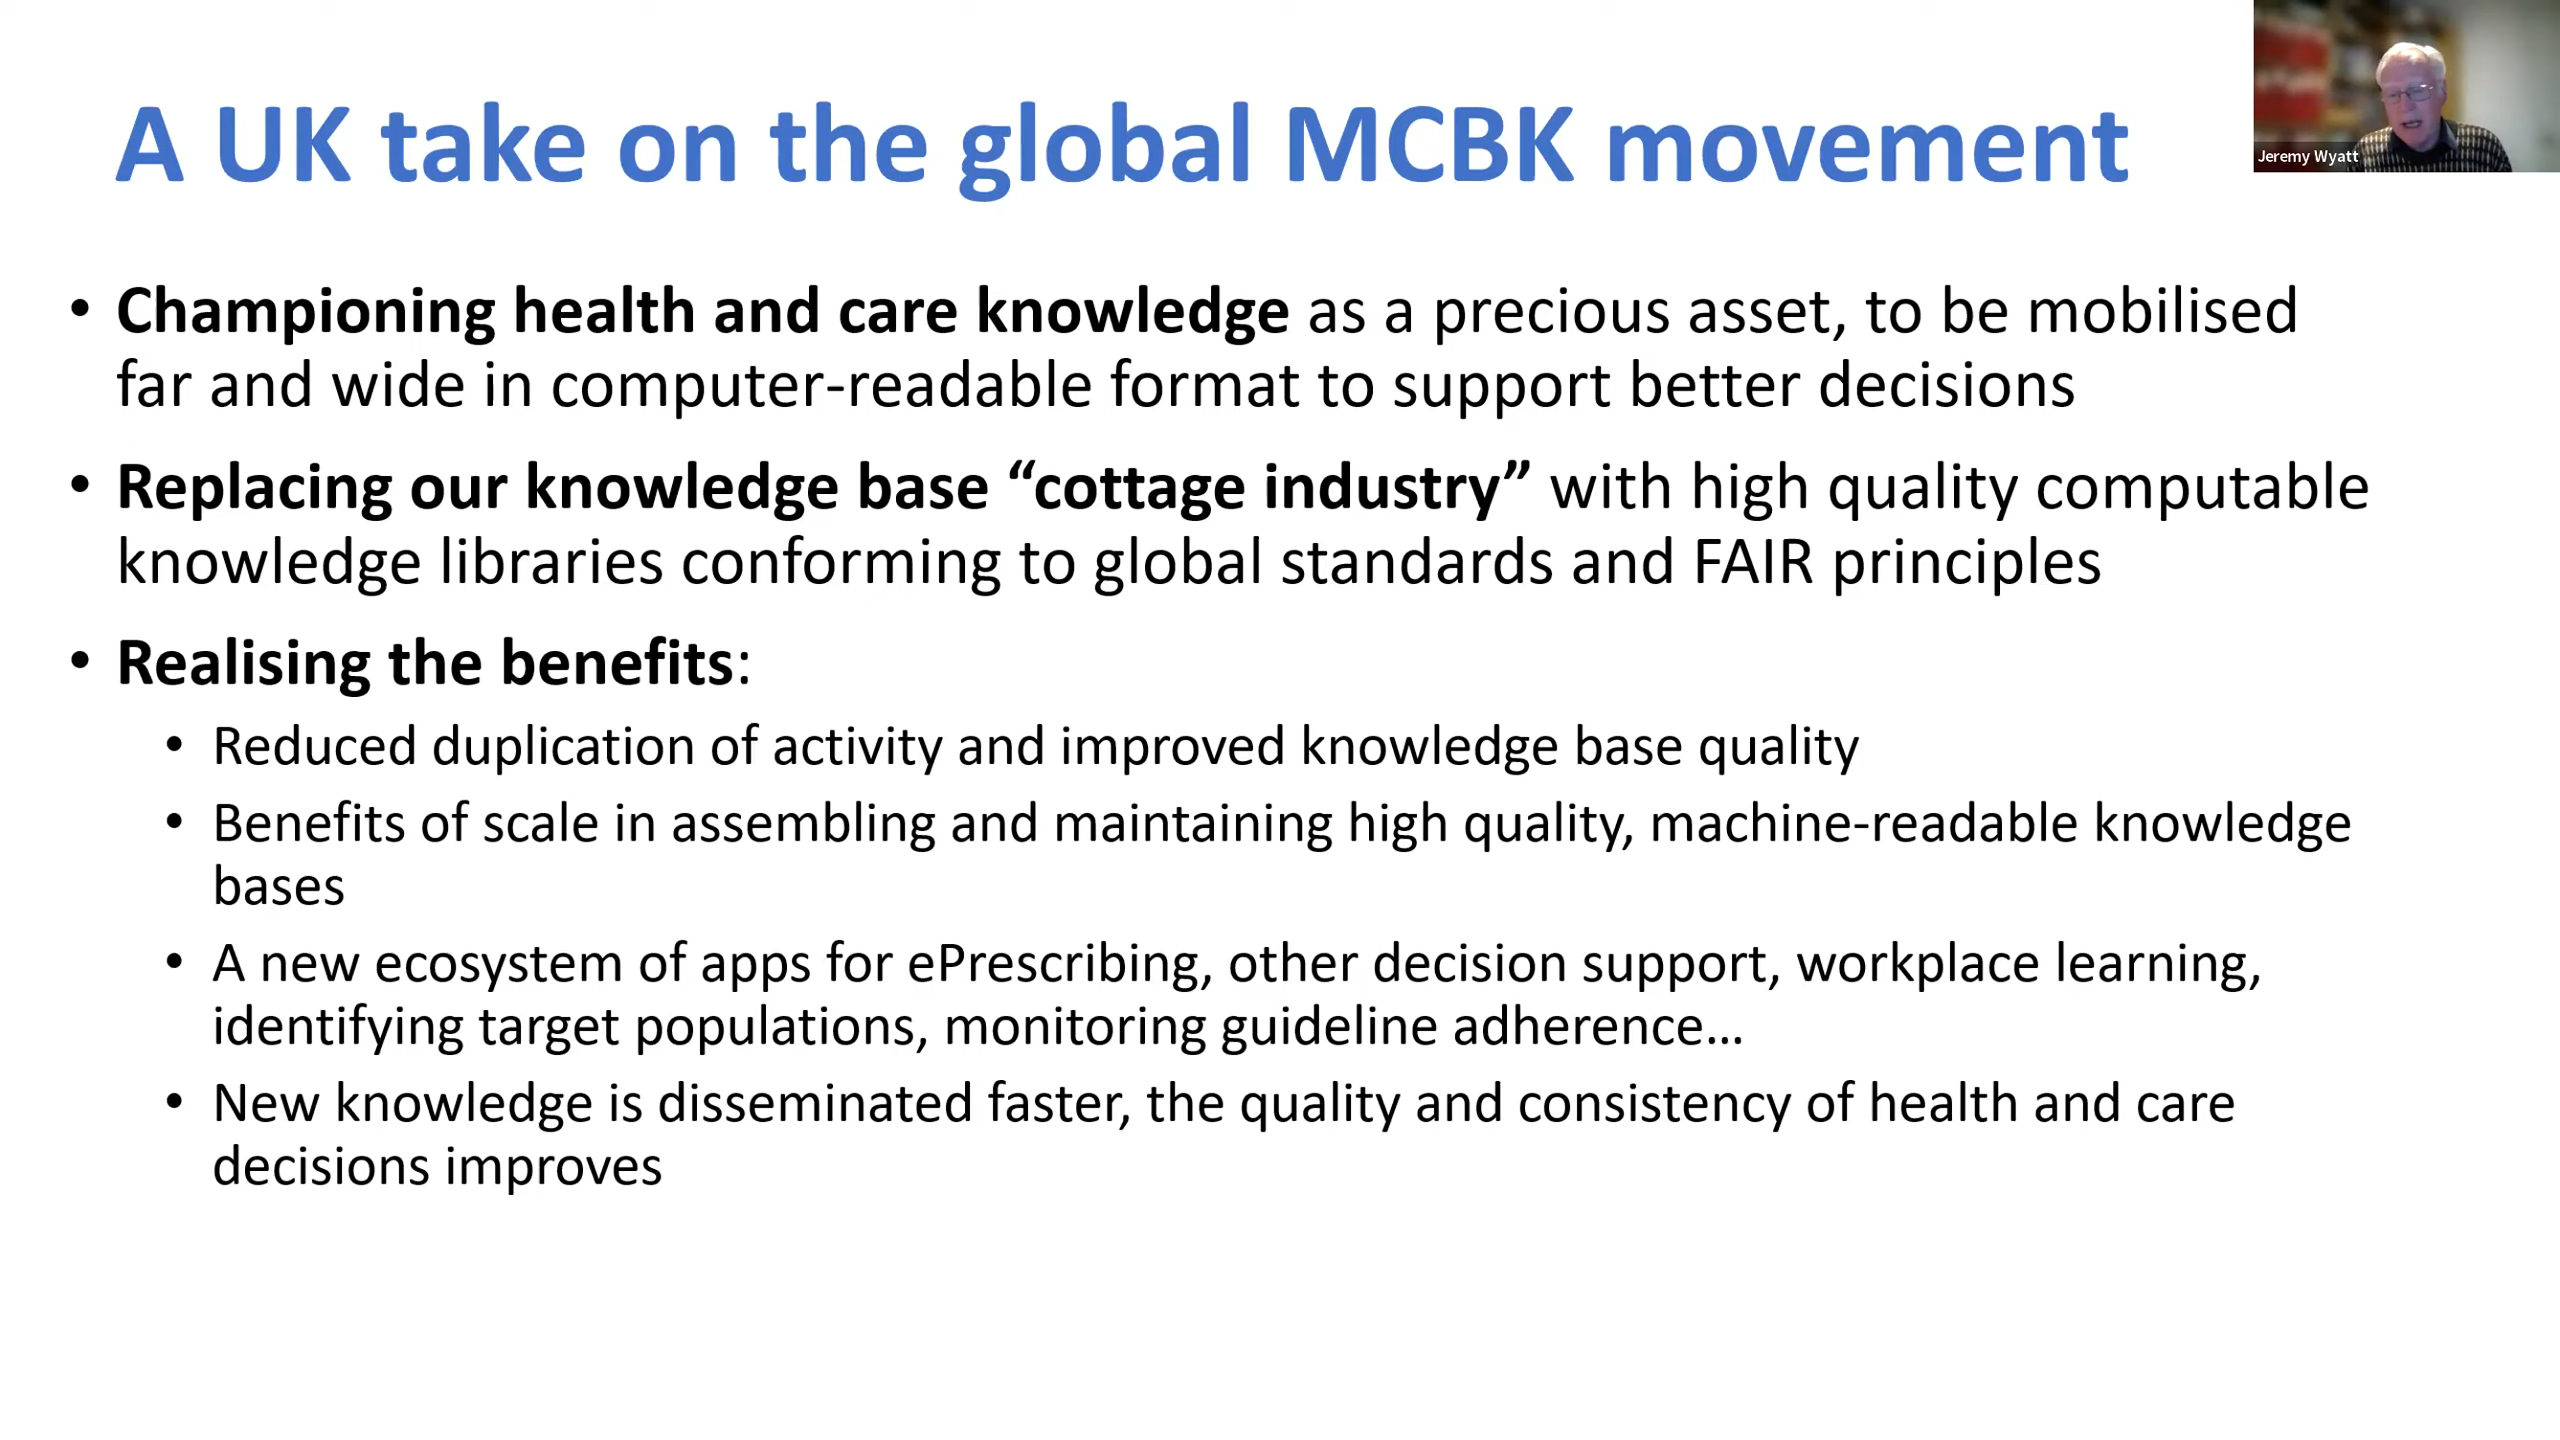 A UK take on the global MCBK movement
Jeremy Wyatt
• Championing health and care knowledge as a precious asset, to be mobilised
far and wide in computer-readable format to support better decisions
• Replacing our knowledge base “cottage industry” with high quality computable
knowledge libraries conforming to global standards and FAIR principles
• Realising the benefits:
• Reduced duplication of activity and improved knowledge base quality
• Benefits of scale in assembling and maintaining high quality, machine-readable knowledge
bases
• A new ecosystem of apps for ePrescribing, other decision support, workplace learning,
identifying target populations, monitoring guideline adherence…
• New knowledge is disseminated faster, the quality and consistency of health and care
decisions improves